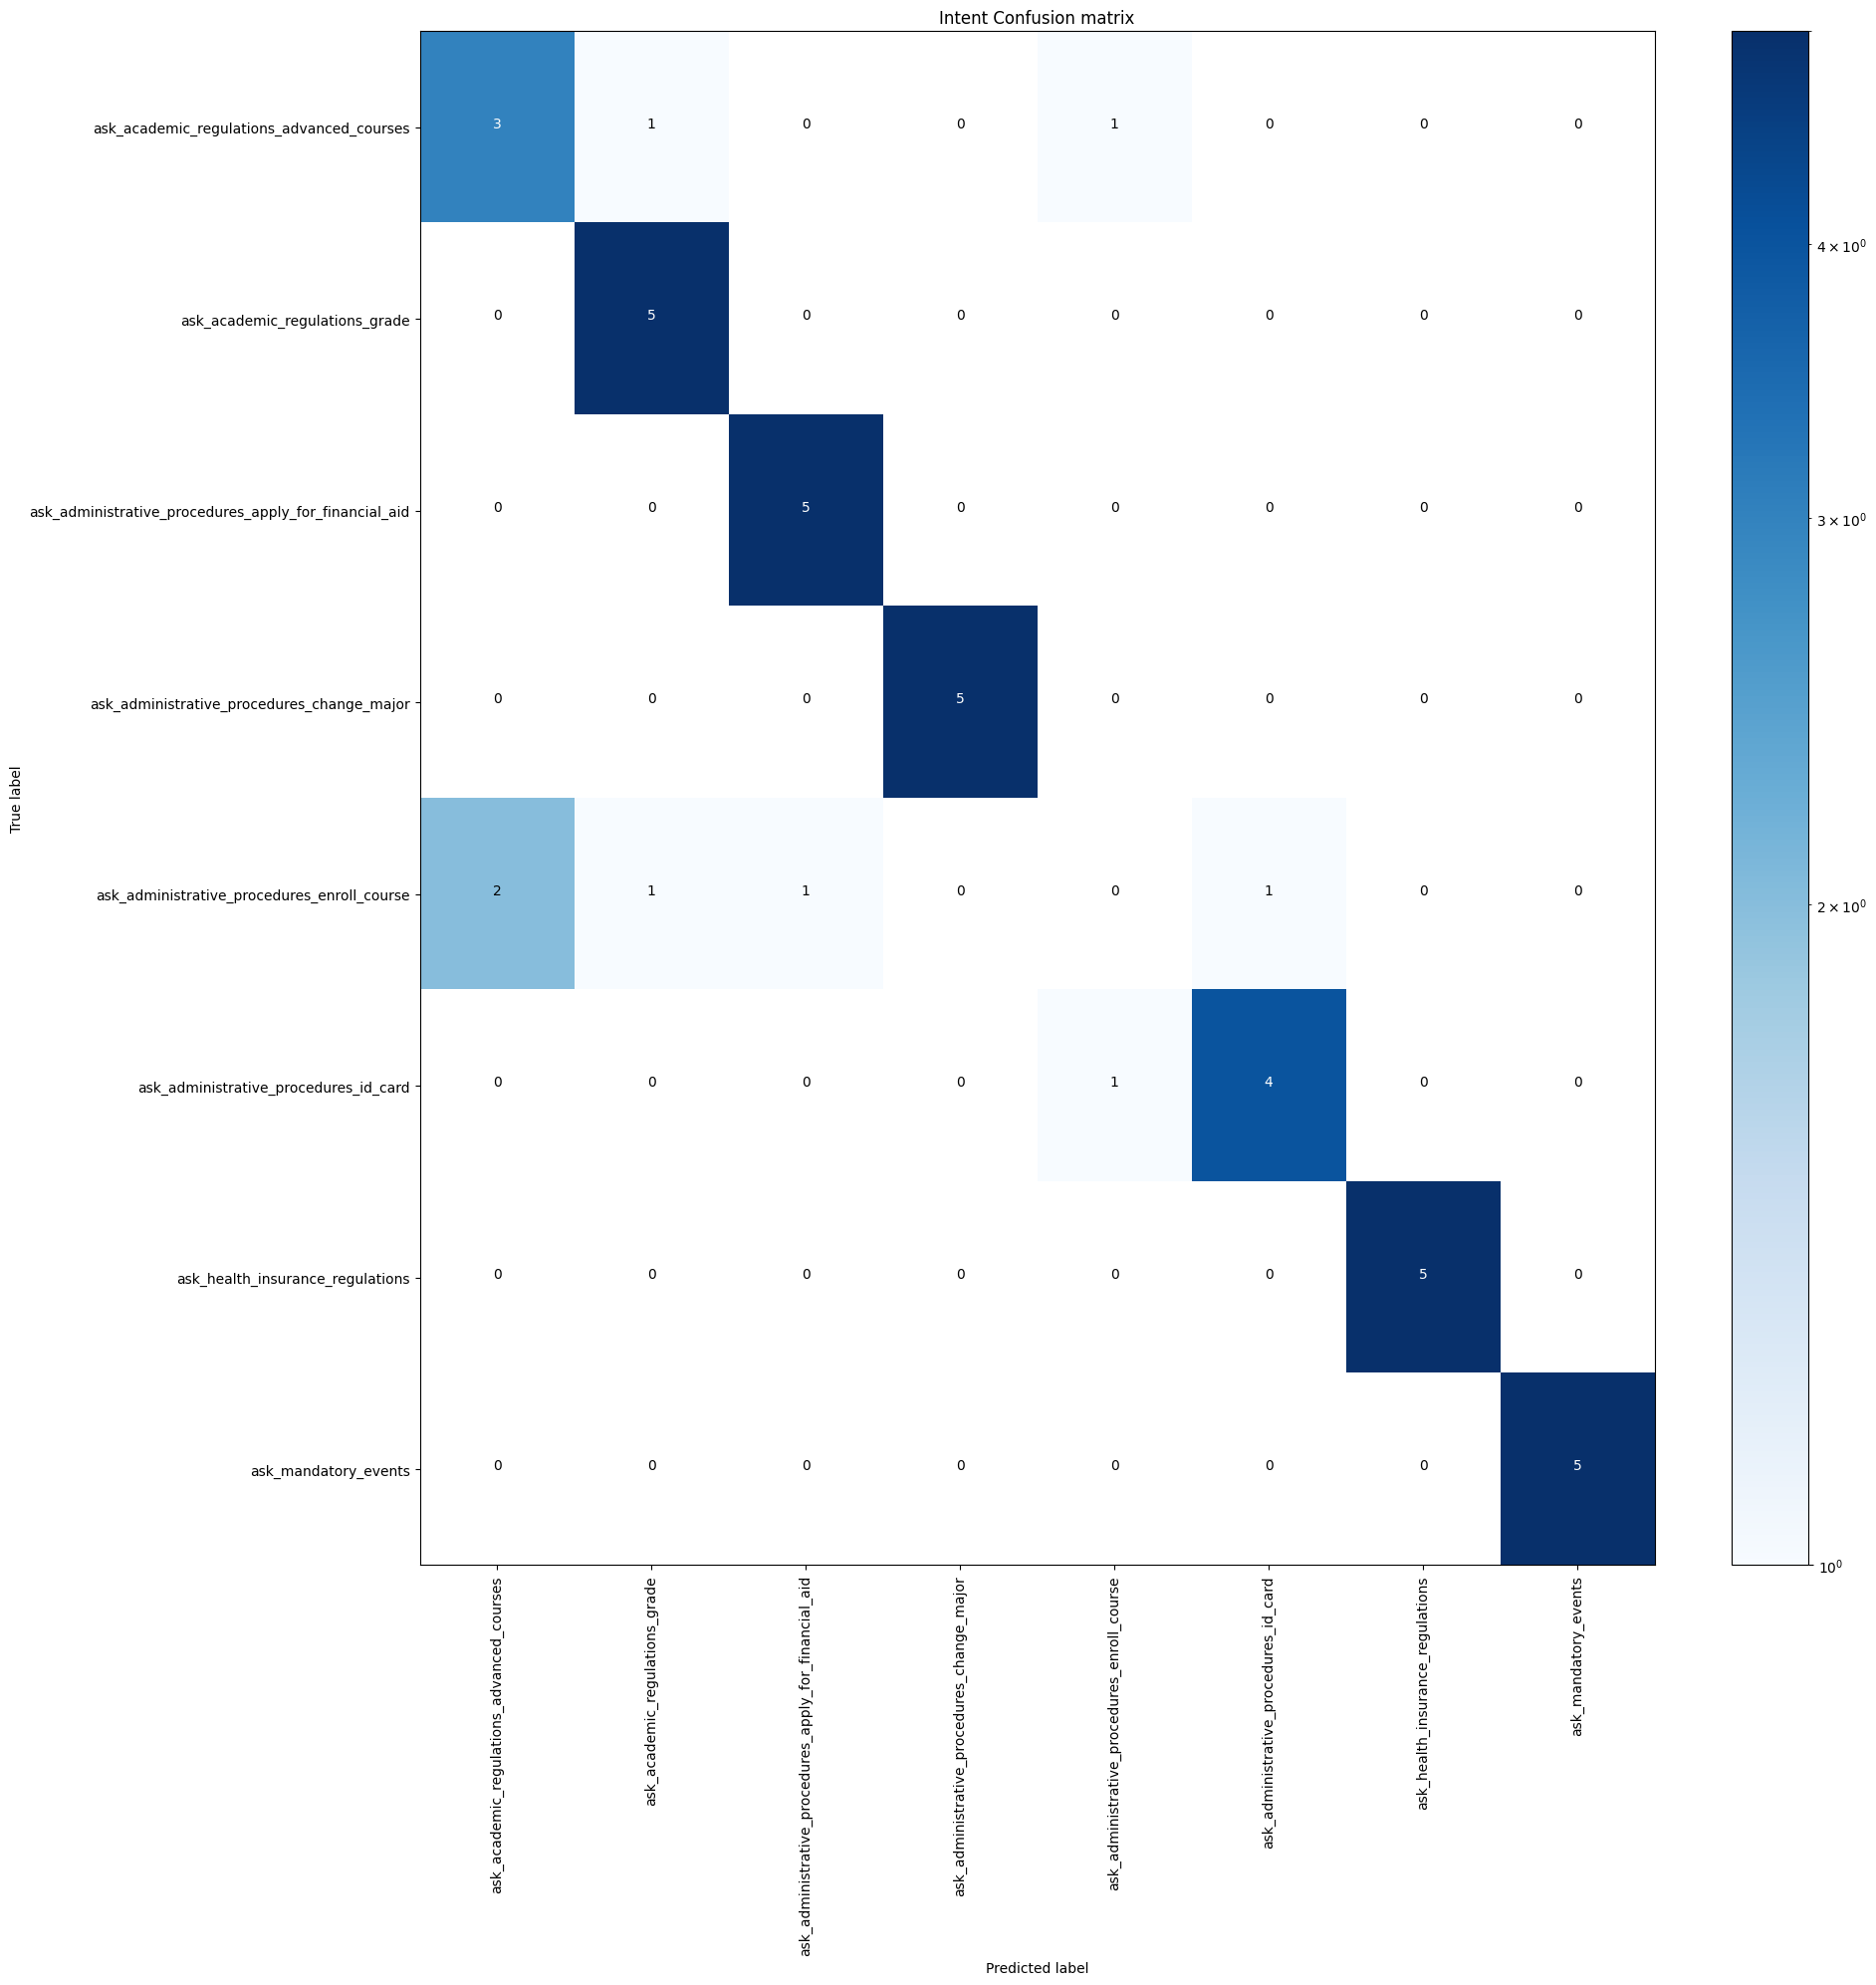 Intent Confusion matrix
True label
ask_academic_regulations_advanced_courses 3 1 0 0 1 0 0 0
ask_academic_regulations_grade 0 5 0 0 0 0 0 0
ask_administrative_procedures_apply_for_financial_aid 0 0 5 0 0 0 0 0
ask_administrative_procedures_change_major 0 0 0 5 0 0 0 0
ask_administrative_procedures_enroll_course 2 1 1 0 0 1 0 0
ask_administrative_procedures_id_card 0 0 0 0 1 4 0 0
ask_health_insurance_regulations 0 0 0 0 0 0 5 0
ask_mandatory_events 0 0 0 0 0 0 0 5
ask_academic_regulations_advanced_courses
ask_academic_regulations_grade
ask_administrative_procedures_apply_for_financial_aid
ask_administrative_procedures_change_major
ask_administrative_procedures_enroll_course
ask_administrative_procedures_id_card
ask_health_insurance_regulations
ask_mandatory_events
Predicted label
4 × 10⁰
3 × 10⁰
2 × 10⁰
10⁰